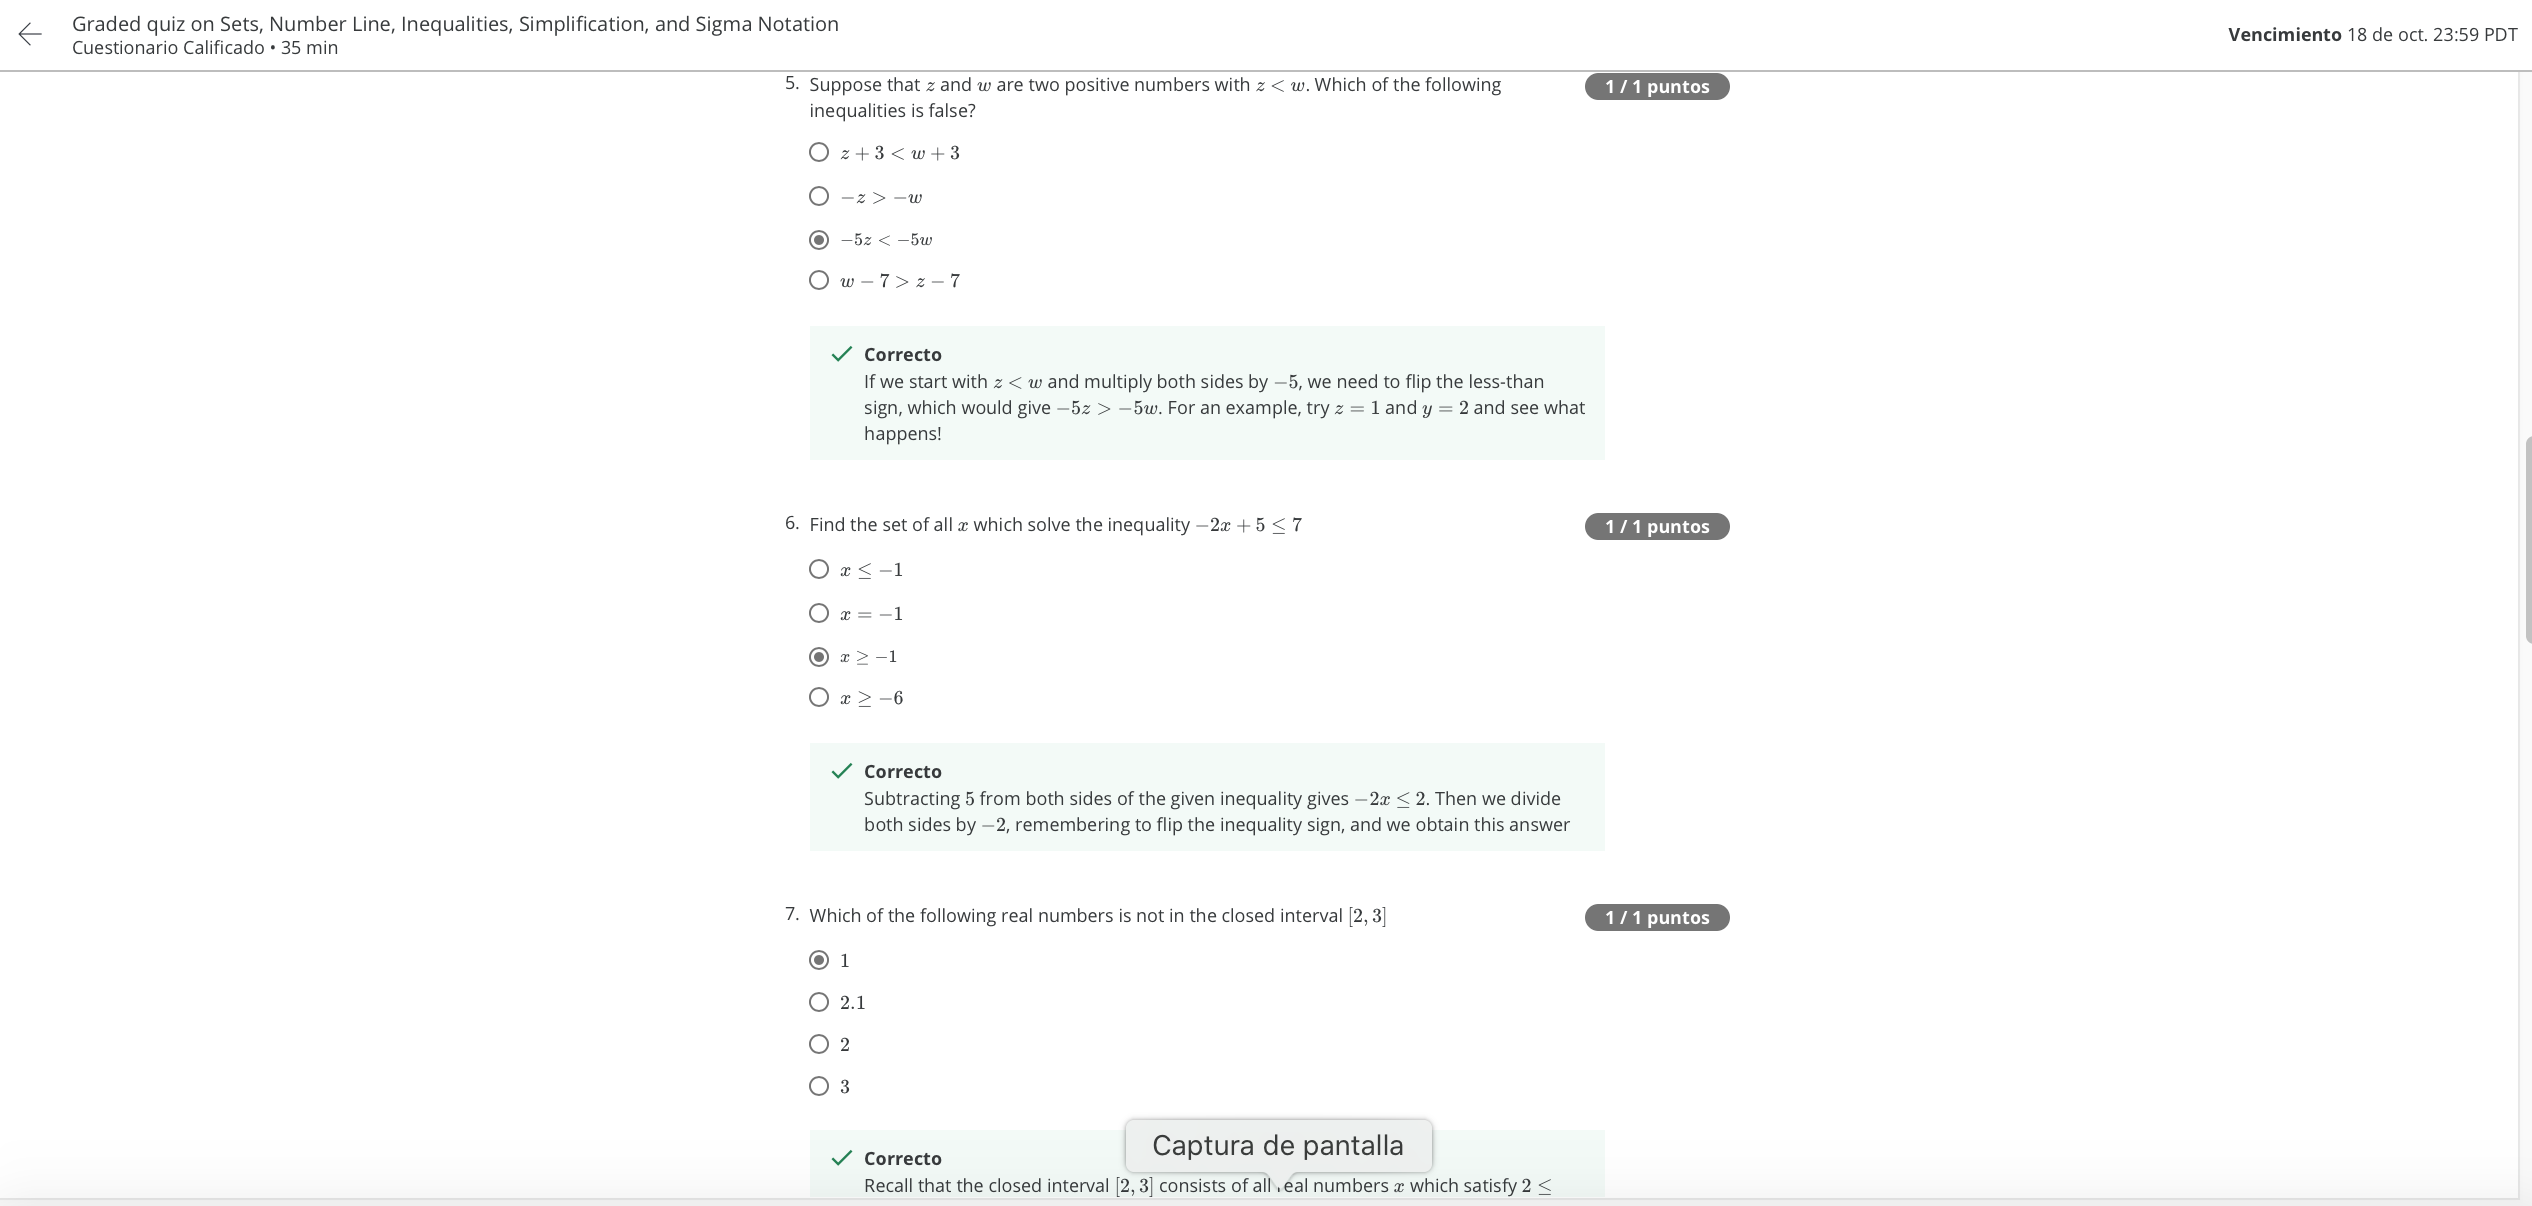 Graded quiz on Sets, Number Line, Inequalities, Simplification, and Sigma Notation
Cuestionario Calificado • 35 min
Vencimiento 18 de oct. 23:59 PDT
5. Suppose that z and w are two positive numbers with z < w. Which of the following
inequalities is false?
1 / 1 puntos
z + 3 < w + 3
−z > −w
−5z < −5w
w − 7 > z − 7
Correcto
If we start with z < w and multiply both sides by −5, we need to flip the less-than
sign, which would give −5z > −5w. For an example, try z = 1 and y = 2 and see what
happens!
6. Find the set of all x which solve the inequality −2x + 5 ≤ 7
1 / 1 puntos
x ≤ −1
x = −1
x ≥ −1
x ≥ −6
Correcto
Subtracting 5 from both sides of the given inequality gives −2x ≤ 2. Then we divide
both sides by −2, remembering to flip the inequality sign, and we obtain this answer
7. Which of the following real numbers is not in the closed interval [2, 3]
1 / 1 puntos
1
2.1
2
3
Captura de pantalla
Correcto
Recall that the closed interval [2, 3] consists of all real numbers x which satisfy 2 ≤